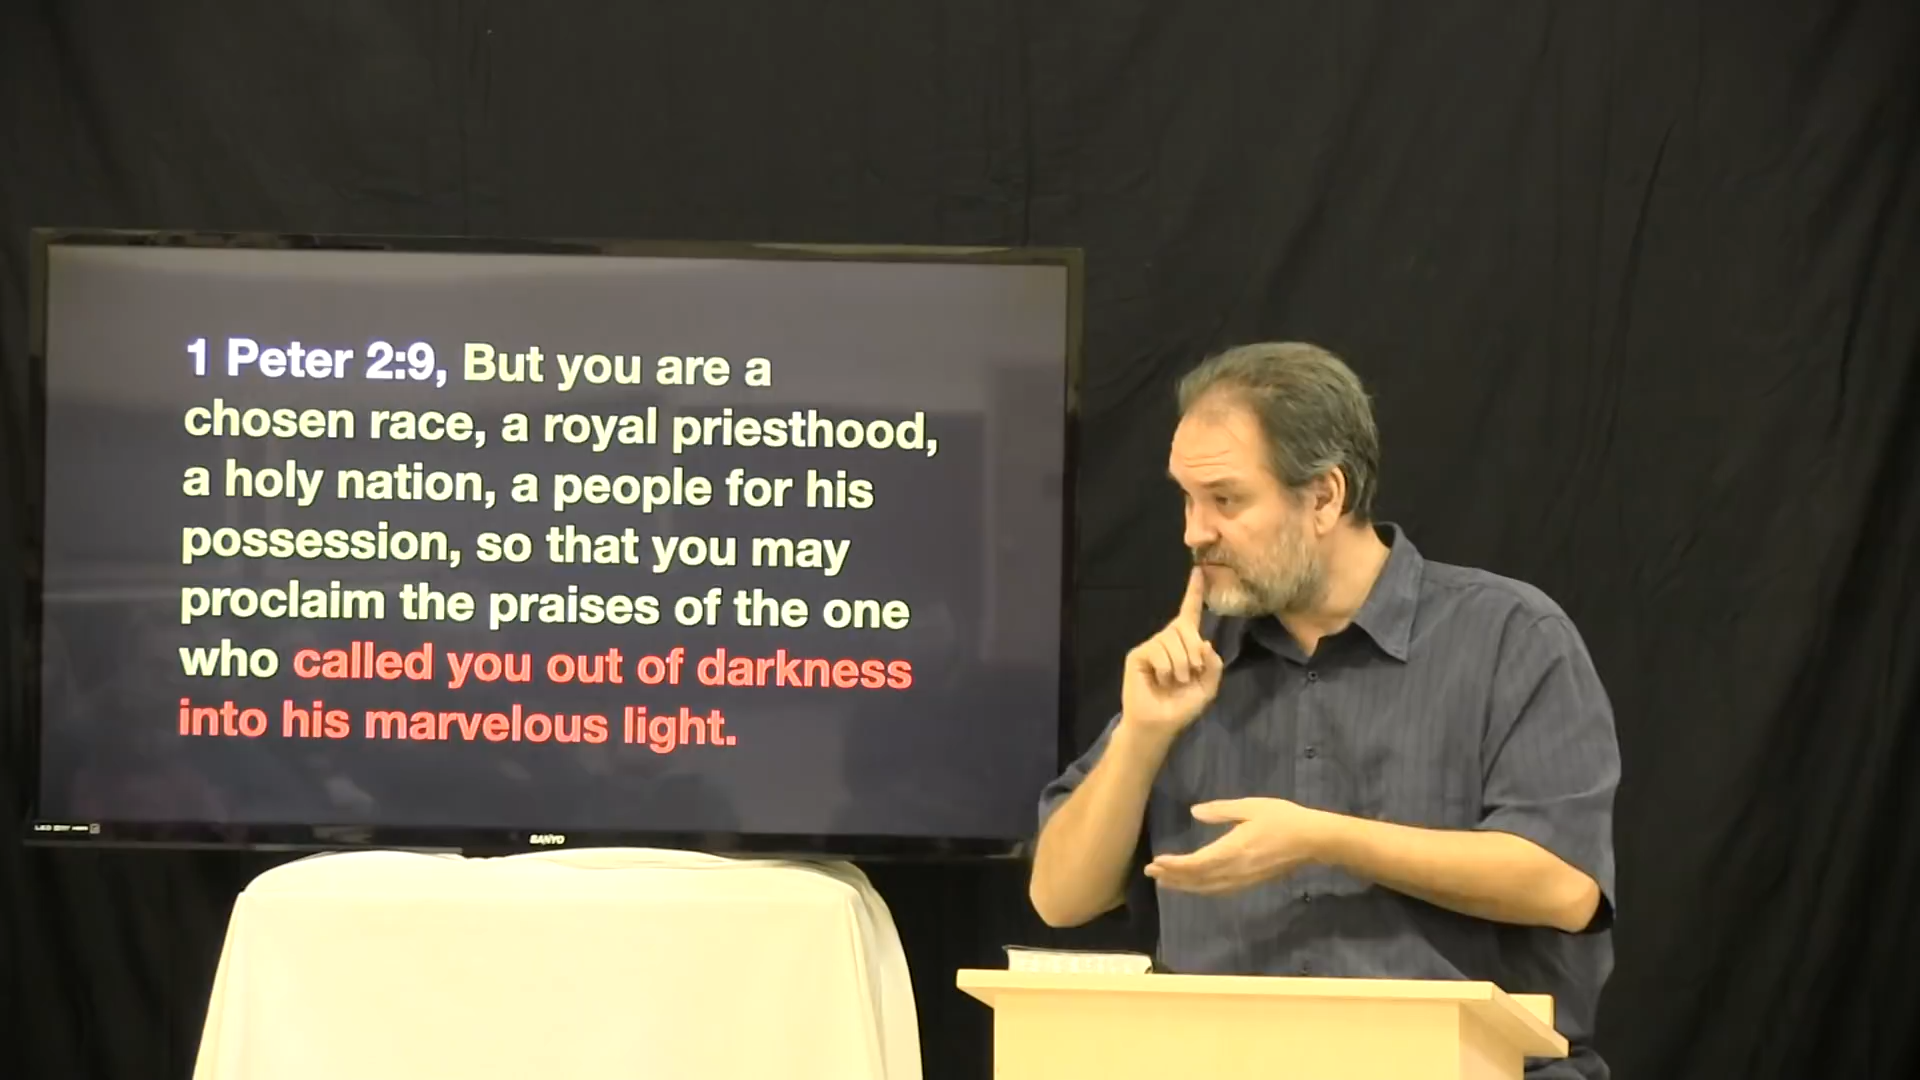 1 Peter 2:9, But you are a
chosen race, a royal priesthood,
a holy nation, a people for his
possession, so that you may
proclaim the praises of the one
who called you out of darkness
into his marvelous light.
SANYO